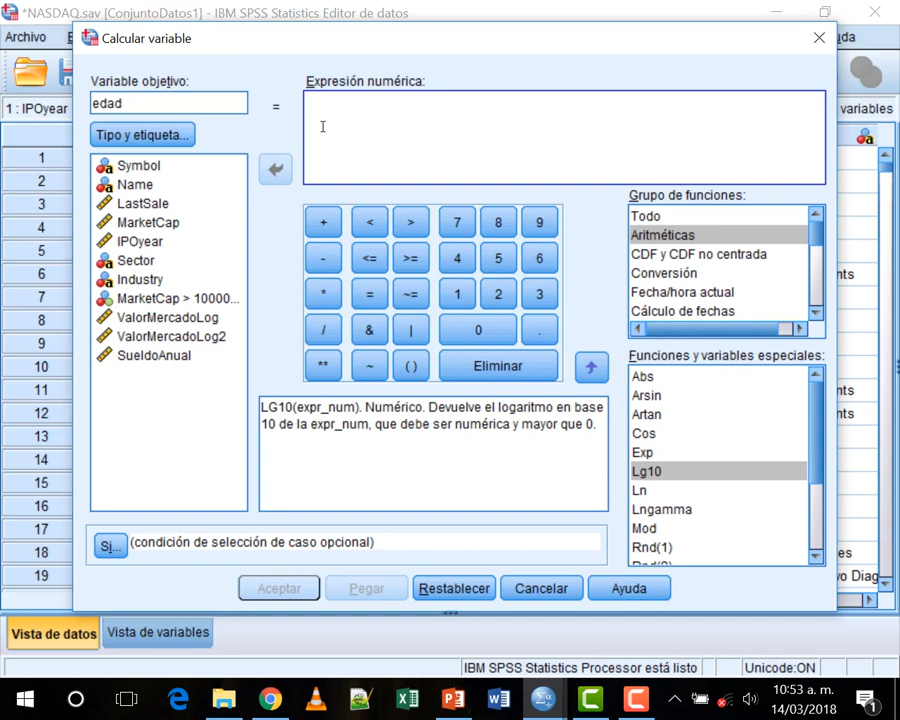 *NASDAQ.sav [ConjuntoDatos1] - IBM SPSS Statistics Editor de datos
Archivo
Calcular variable
Variable objetivo:
edad
=
Expresión numérica:
Tipo y etiqueta...
1 : IPOyear
variables
Symbol
Name
LastSale
MarketCap
IPOyear
Sector
Industry
MarketCap > 10000...
ValorMercadoLog
ValorMercadoLog2
SueldoAnual
+ < > 7 8 9
- <= >= 4 5 6
* = ~= 1 2 3
/ & | 0 .
** ~ ( ) Eliminar
Grupo de funciones:
Todo
Aritméticas
CDF y CDF no centrada
Conversión
Fecha/hora actual
Cálculo de fechas
Funciones y variables especiales:
Abs
Arsin
Artan
Cos
Exp
Lg10
Ln
Lngamma
Mod
Rnd(1)
LG10(expr_num). Numérico. Devuelve el logaritmo en base
10 de la expr_num, que debe ser numérica y mayor que 0.
Si... (condición de selección de caso opcional)
Aceptar Pegar Restablecer Cancelar Ayuda
1
2
3
4
5
6
7
8
9
10
11
12
13
14
15
16
17
18
19
Vista de datos Vista de variables
IBM SPSS Statistics Processor está listo Unicode:ON
10:53 a. m.
14/03/2018
1